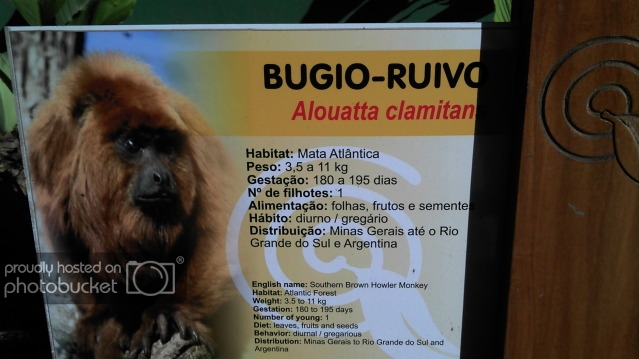 BUGIO-RUIVO
Alouatta clamitans
Habitat: Mata Atlântica
Peso: 3,5 a 11 kg
Gestação: 180 a 195 dias
Nº de filhotes: 1
Alimentação: folhas, frutos e sementes
Hábito: diurno / gregário
Distribuição: Minas Gerais até o Rio
Grande do Sul e Argentina
proudly hosted on
photobucket
English name: Southern Brown Howler Monkey
Habitat: Atlantic Forest
Weight: 3.5 to 11 kg
Gestation: 180 to 195 days
Number of young: 1
Diet: leaves, fruits and seeds
Behavior: diurnal / gregarious
Distribution: Minas Gerais to Rio Grande do Sul and
Argentina